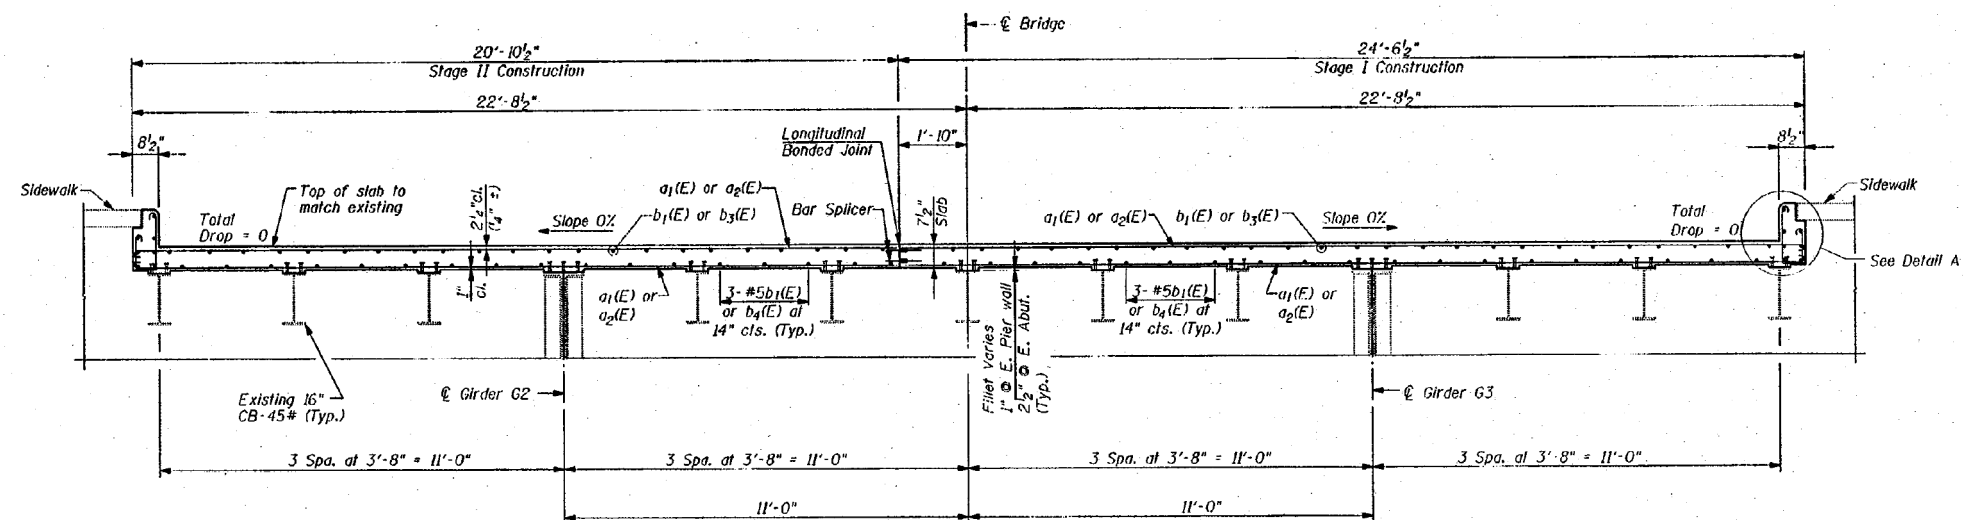 ℄ Bridge
20'-10½"
Stage II Construction
24'-6½"
Stage I Construction
22'-8½"
22'-8½"
8½"
Longitudinal
Bonded Joint
1'-10"
8½"
Sidewalk
Top of slab to
match existing
2¼" cl.
(¼" ±)
a1(E) or a2(E)
Sidewalk
Total
Drop = 0
Slope 0%
b1(E) or b3(E)
Bar Splicer
7½"
Slab
a1(E) or a2(E)
b1(E) or b3(E)
Slope 0%
Total
Drop = 0
See Detail A
1"
cl.
a1(E) or
a2(E)
3- #5b1(E)
or b4(E) at
14" cts. (Typ.)
Fillet Varies
1" @ E. Pier wall
2½" @ E. Abut.
(Typ.)
3- #5b1(E)
or b4(E) at
14" cts. (Typ.)
a1(E) or
a2(E)
Existing 16"
CB-45# (Typ.)
℄ Girder G2
℄ Girder G3
3 Spa. at 3'-8" = 11'-0"
3 Spa. at 3'-8" = 11'-0"
3 Spa. at 3'-8" = 11'-0"
3 Spa. at 3'-8" = 11'-0"
11'-0"
11'-0"